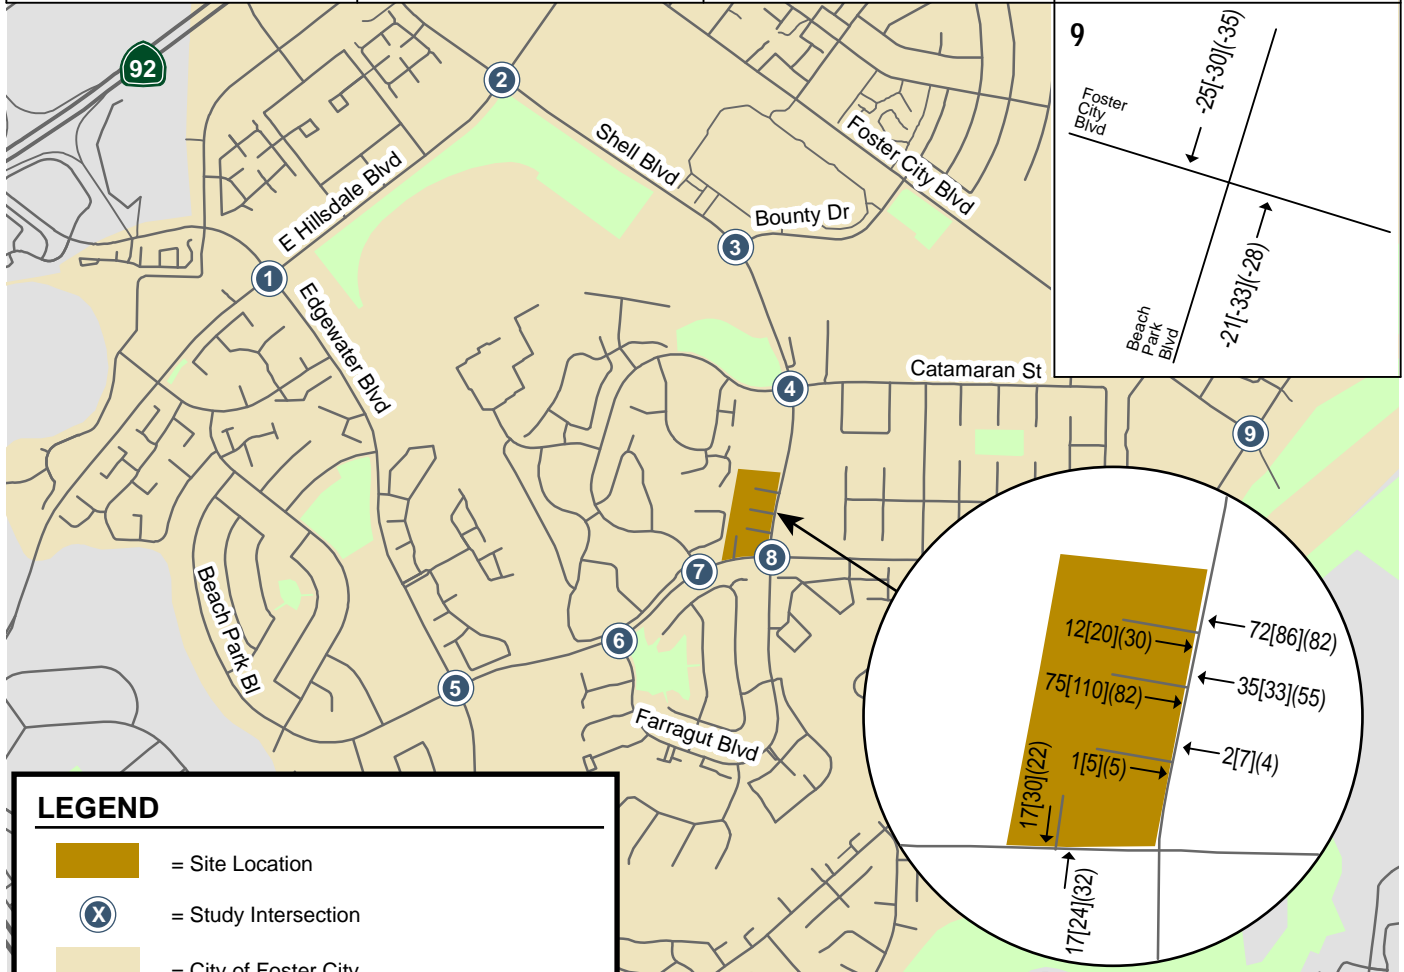 92
2
E Hillsdale Blvd
Shell Blvd
Foster City Blvd
Bounty Dr
3
1
Edgewater Blvd
4
Catamaran St
9
9
Foster
City
Blvd
-25[-30](-35)
Beach
Park
Blvd
-21[-33](-28)
Beach Park Bl
7
8
6
5
Farragut Blvd
12[20](30)
72[86](82)
75[110](82)
35[33](55)
1[5](5)
2[7](4)
17[30](22)
17[24](32)
LEGEND
= Site Location
X
= Study Intersection
= City of Foster City